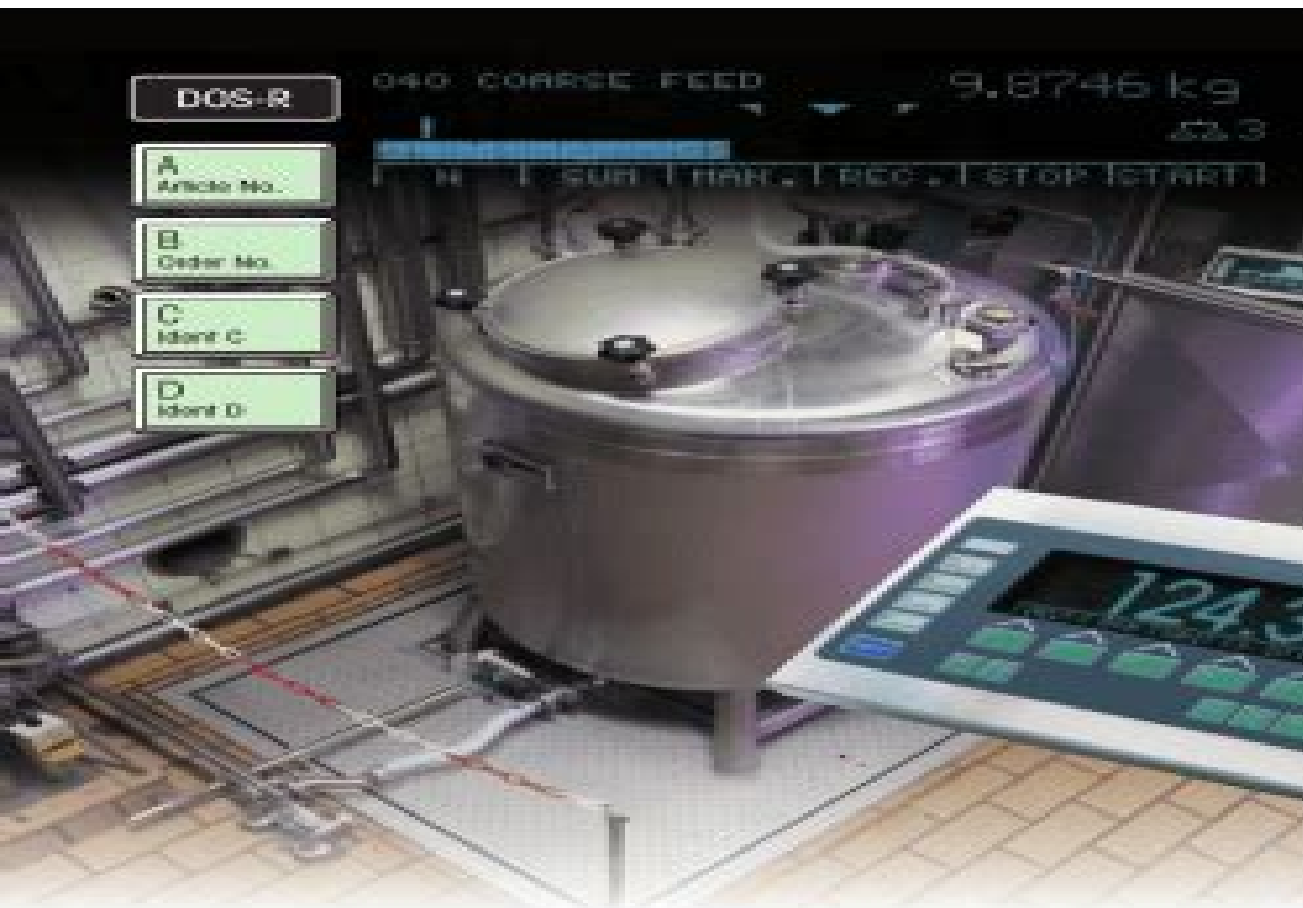 DOS-R
040 COARSE FEED 9.8746 kg
3
N SUM MAN. REC. STOP START
A
Article No.
B
Order No.
C
Ident C
D
Ident D
124.3